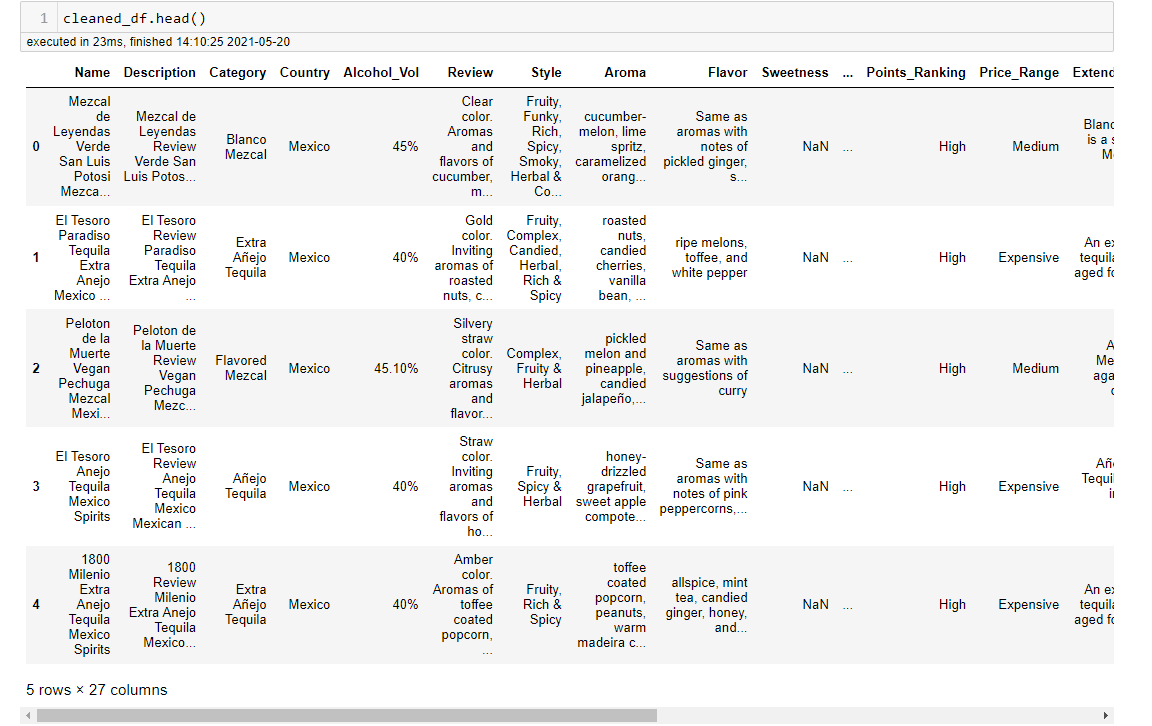 1 cleaned_df.head()
executed in 23ms, finished 14:10:25 2021-05-20
Name Description Category Country Alcohol_Vol Review Style Aroma Flavor Sweetness ... Points_Ranking Price_Range Extend
0 Mezcal de Leyendas Verde San Luis Potosi Mezca... Mezcal de Leyendas Review Verde San Luis Potos... Blanco Mezcal Mexico 45% Clear color. Aromas and flavors of cucumber, m... Fruity, Funky, Rich, Spicy, Smoky, Herbal & Co... cucumber-melon, lime spritz, caramelized orang... Same as aromas with notes of pickled ginger, s... NaN ... High Medium Blanc is a s M
1 El Tesoro Paradiso Tequila Extra Anejo Mexico ... El Tesoro Review Paradiso Tequila Extra Anejo ... Extra Añejo Tequila Mexico 40% Gold color. Inviting aromas of roasted nuts, c... Fruity, Complex, Candied, Herbal, Rich & Spicy roasted nuts, candied cherries, vanilla bean, ... ripe melons, toffee, and white pepper NaN ... High Expensive An ex tequila aged fo
2 Peloton de la Muerte Vegan Pechuga Mezcal Mexi... Peloton de la Muerte Review Vegan Pechuga Mezc... Flavored Mezcal Mexico 45.10% Silvery straw color. Citrusy aromas and flavor... Complex, Fruity & Herbal pickled melon and pineapple, candied jalapeño,... Same as aromas with suggestions of curry NaN ... High Medium A Me aga
3 El Tesoro Anejo Tequila Mexico Spirits El Tesoro Review Anejo Tequila Mexico Mexican ... Añejo Tequila Mexico 40% Straw color. Inviting aromas and flavors of ho... Fruity, Spicy & Herbal honey-drizzled grapefruit, sweet apple compote... Same as aromas with notes of pink peppercorns,... NaN ... High Expensive Añe Tequil i
4 1800 Milenio Extra Anejo Tequila Mexico Spirits 1800 Review Milenio Extra Anejo Tequila Mexico... Extra Añejo Tequila Mexico 40% Amber color. Aromas of toffee coated popcorn, ... Fruity, Rich & Spicy toffee coated popcorn, peanuts, warm madeira c... allspice, mint tea, candied ginger, honey, and... NaN ... High Expensive An ex tequila aged fo
5 rows × 27 columns